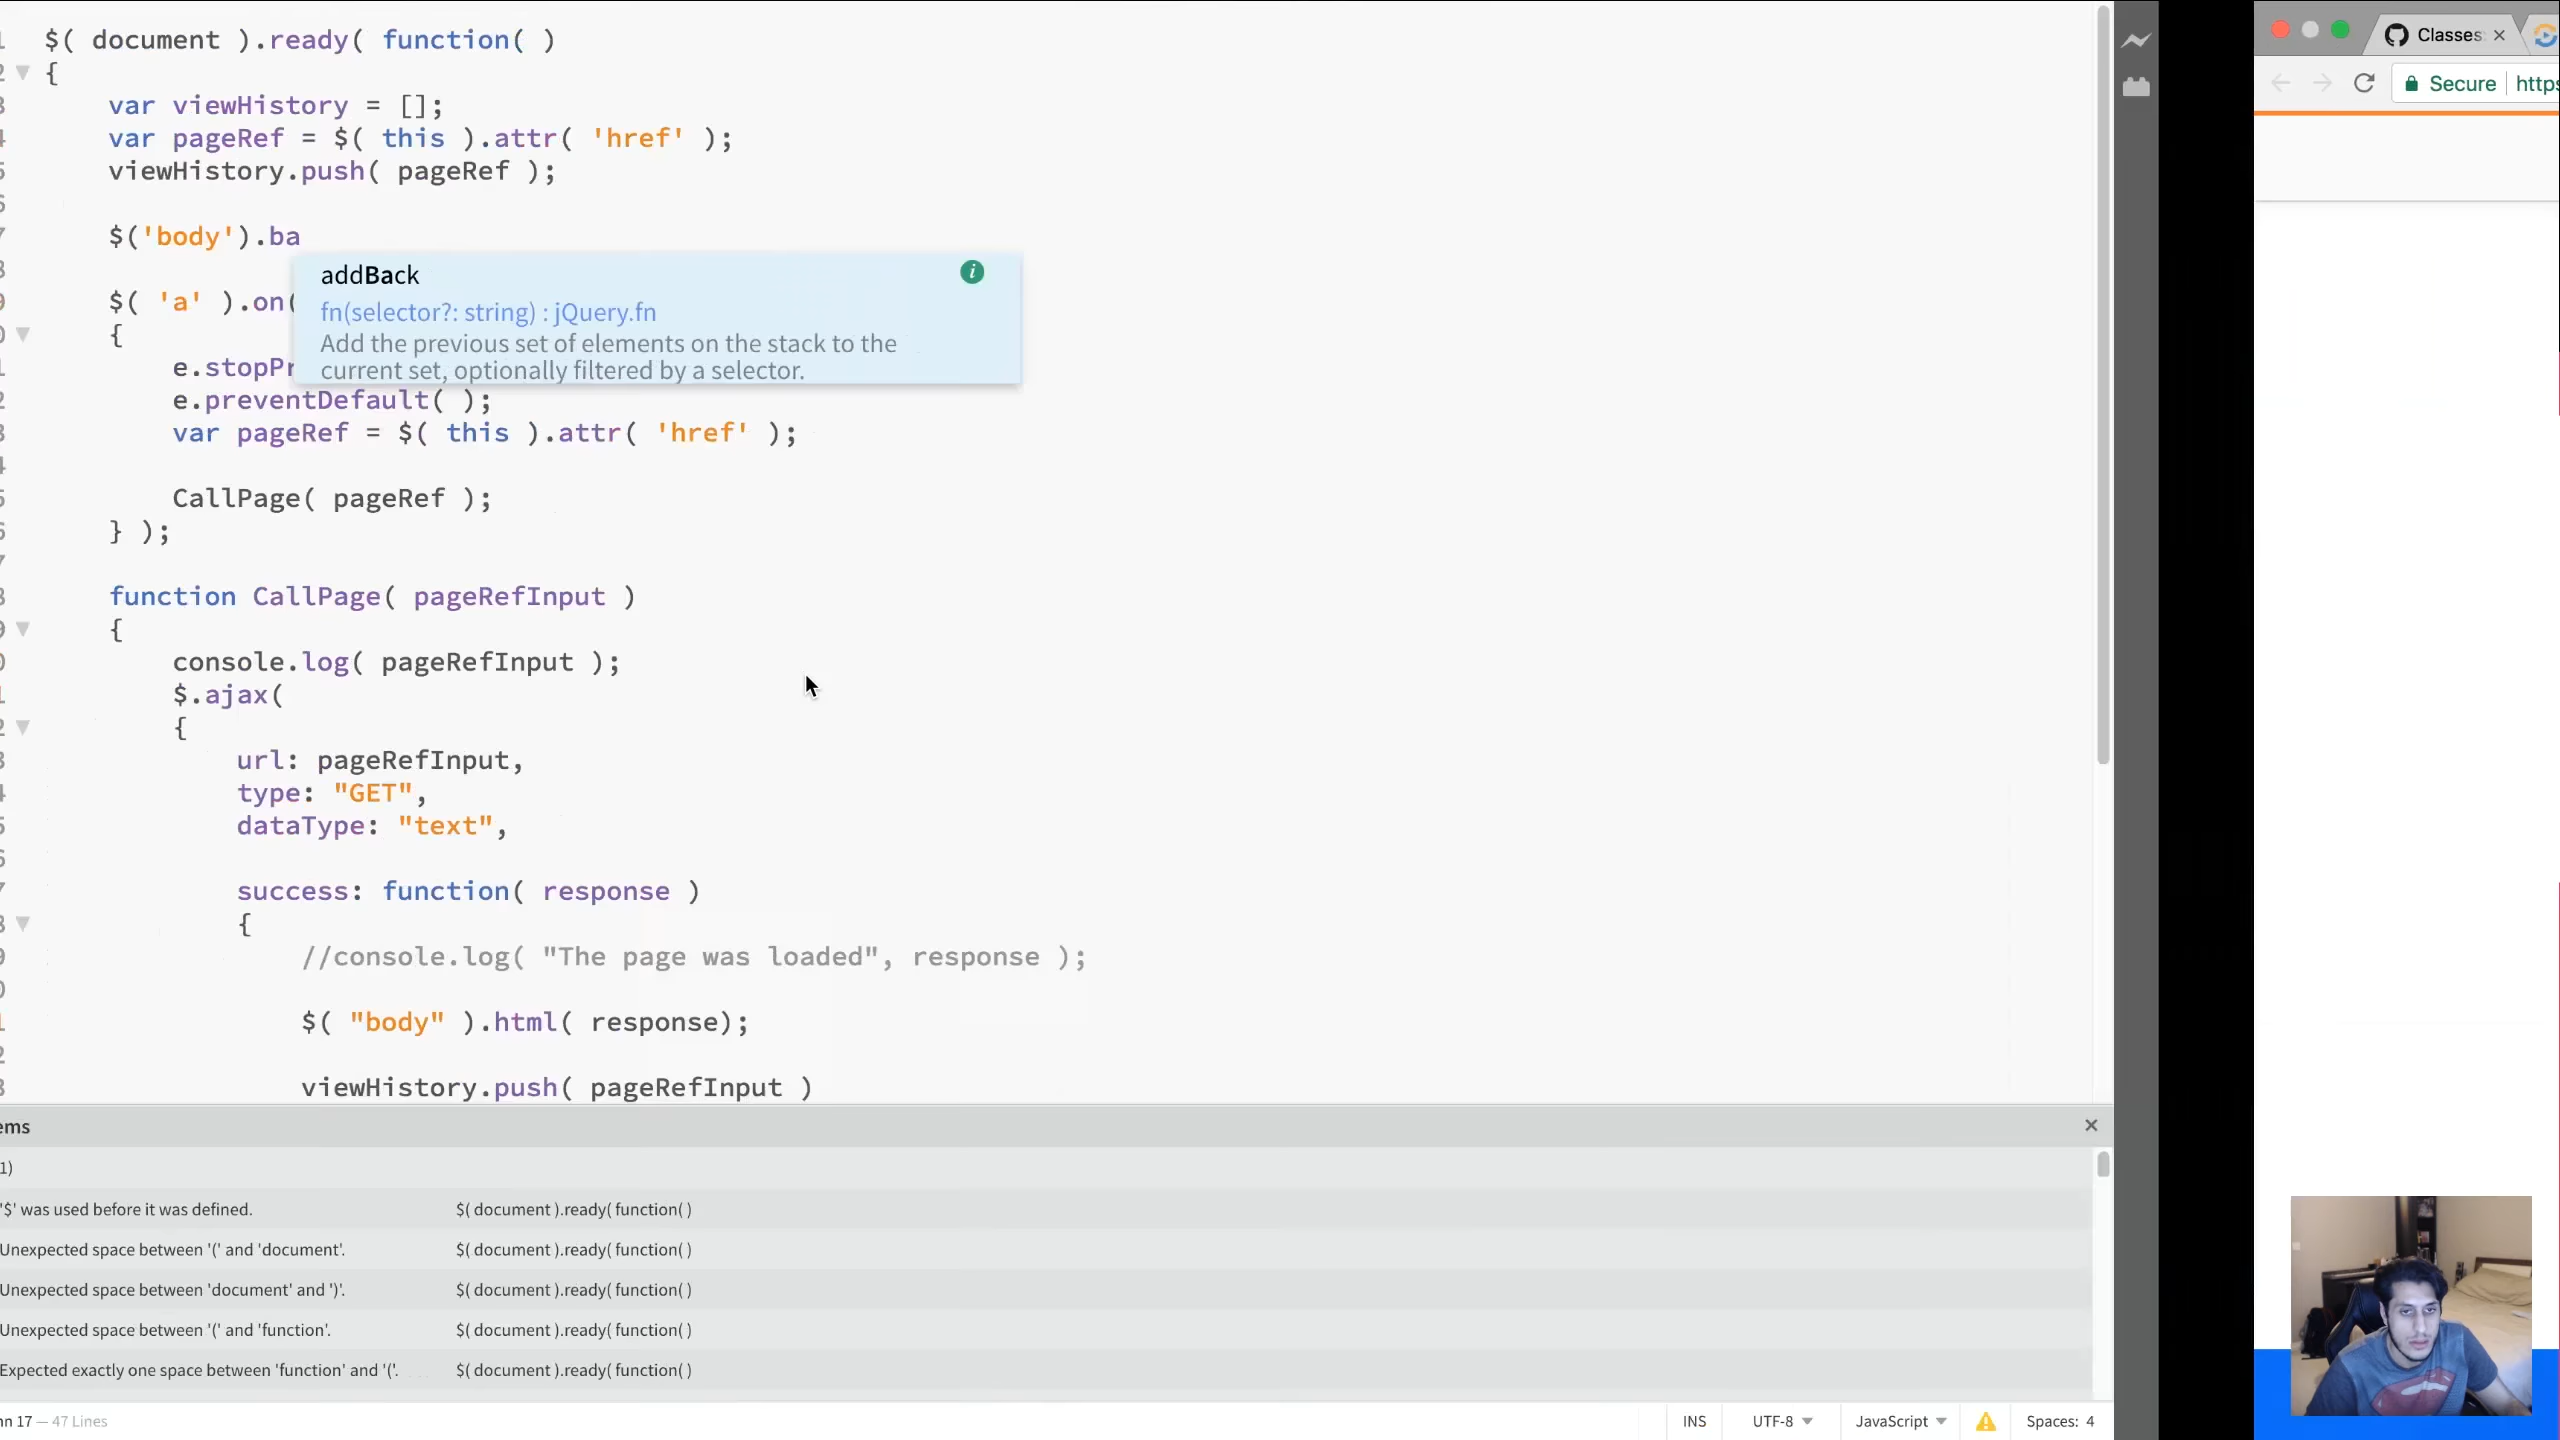 $( document ).ready( function( )
{
var viewHistory = [];
var pageRef = $( this ).attr( 'href' );
viewHistory.push( pageRef );
$('body').ba
addBack
fn(selector?: string) : jQuery.fn
Add the previous set of elements on the stack to the
current set, optionally filtered by a selector.
$( 'a' ).on(
{
e.stopPr
e.preventDefault( );
var pageRef = $( this ).attr( 'href' );
CallPage( pageRef );
} );
function CallPage( pageRefInput )
{
console.log( pageRefInput );
$.ajax(
{
url: pageRefInput,
type: "GET",
dataType: "text",
success: function( response )
{
//console.log( "The page was loaded", response );
$( "body" ).html( response);
viewHistory.push( pageRefInput )
ems
1)
'$' was used before it was defined. $( document ).ready( function( )
Unexpected space between '(' and 'document'. $( document ).ready( function( )
Unexpected space between 'document' and ')'. $( document ).ready( function( )
Unexpected space between '(' and 'function'. $( document ).ready( function( )
Expected exactly one space between 'function' and '('. $( document ).ready( function( )
mn 17 — 47 Lines
INS UTF-8 JavaScript Spaces: 4
Classes
Secure https